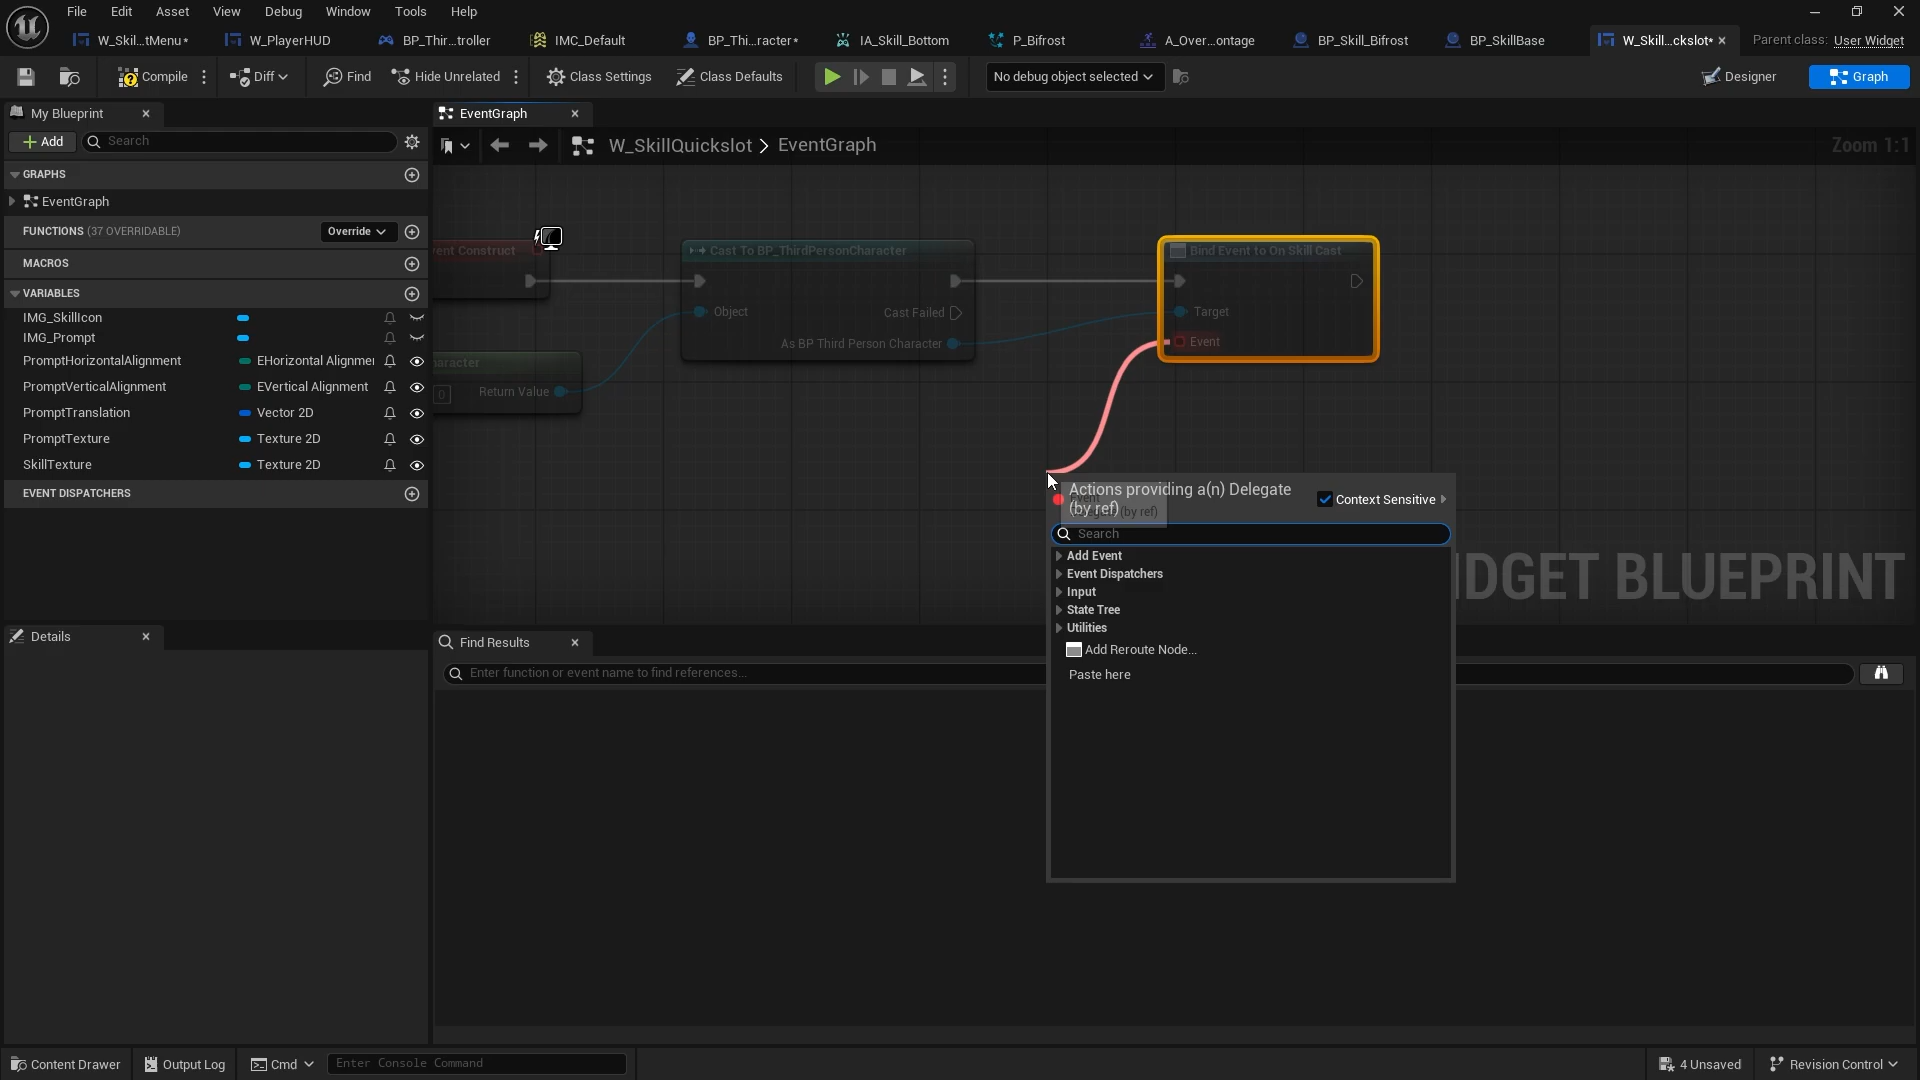 File Edit Asset View Debug Window Tools Help
W_Skil...tMenu* W_PlayerHUD BP_Thir...troller IMC_Default BP_Thi...racter* IA_Skill_Bottom P_Bifrost A_Over...ontage BP_Skill_Bifrost BP_SkillBase W_Skill...ckslot* Parent class: User Widget
Compile Diff Find Hide Unrelated Class Settings Class Defaults No debug object selected Designer Graph
My Blueprint
Add Search
GRAPHS
EventGraph
FUNCTIONS (37 OVERRIDABLE) Override
MACROS
VARIABLES
IMG_SkillIcon
IMG_Prompt
PromptHorizontalAlignment EHorizontal Alignmer
PromptVerticalAlignment EVertical Alignment
PromptTranslation Vector 2D
PromptTexture Texture 2D
SkillTexture Texture 2D
EVENT DISPATCHERS
Details
EventGraph
W_SkillQuickslot > EventGraph
Zoom 1:1
ent Construct
Cast To BP_ThirdPersonCharacter
Object
Cast Failed
As BP Third Person Character
aracter
0 Return Value
Bind Event to On Skill Cast
Target
Event
Actions providing a(n) Delegate
(by ref)
Context Sensitive
Search
Add Event
Event Dispatchers
Input
State Tree
Utilities
Add Reroute Node...
Paste here
DGET BLUEPRINT
Find Results
Enter function or event name to find references...
Content Drawer Output Log Cmd Enter Console Command 4 Unsaved Revision Control